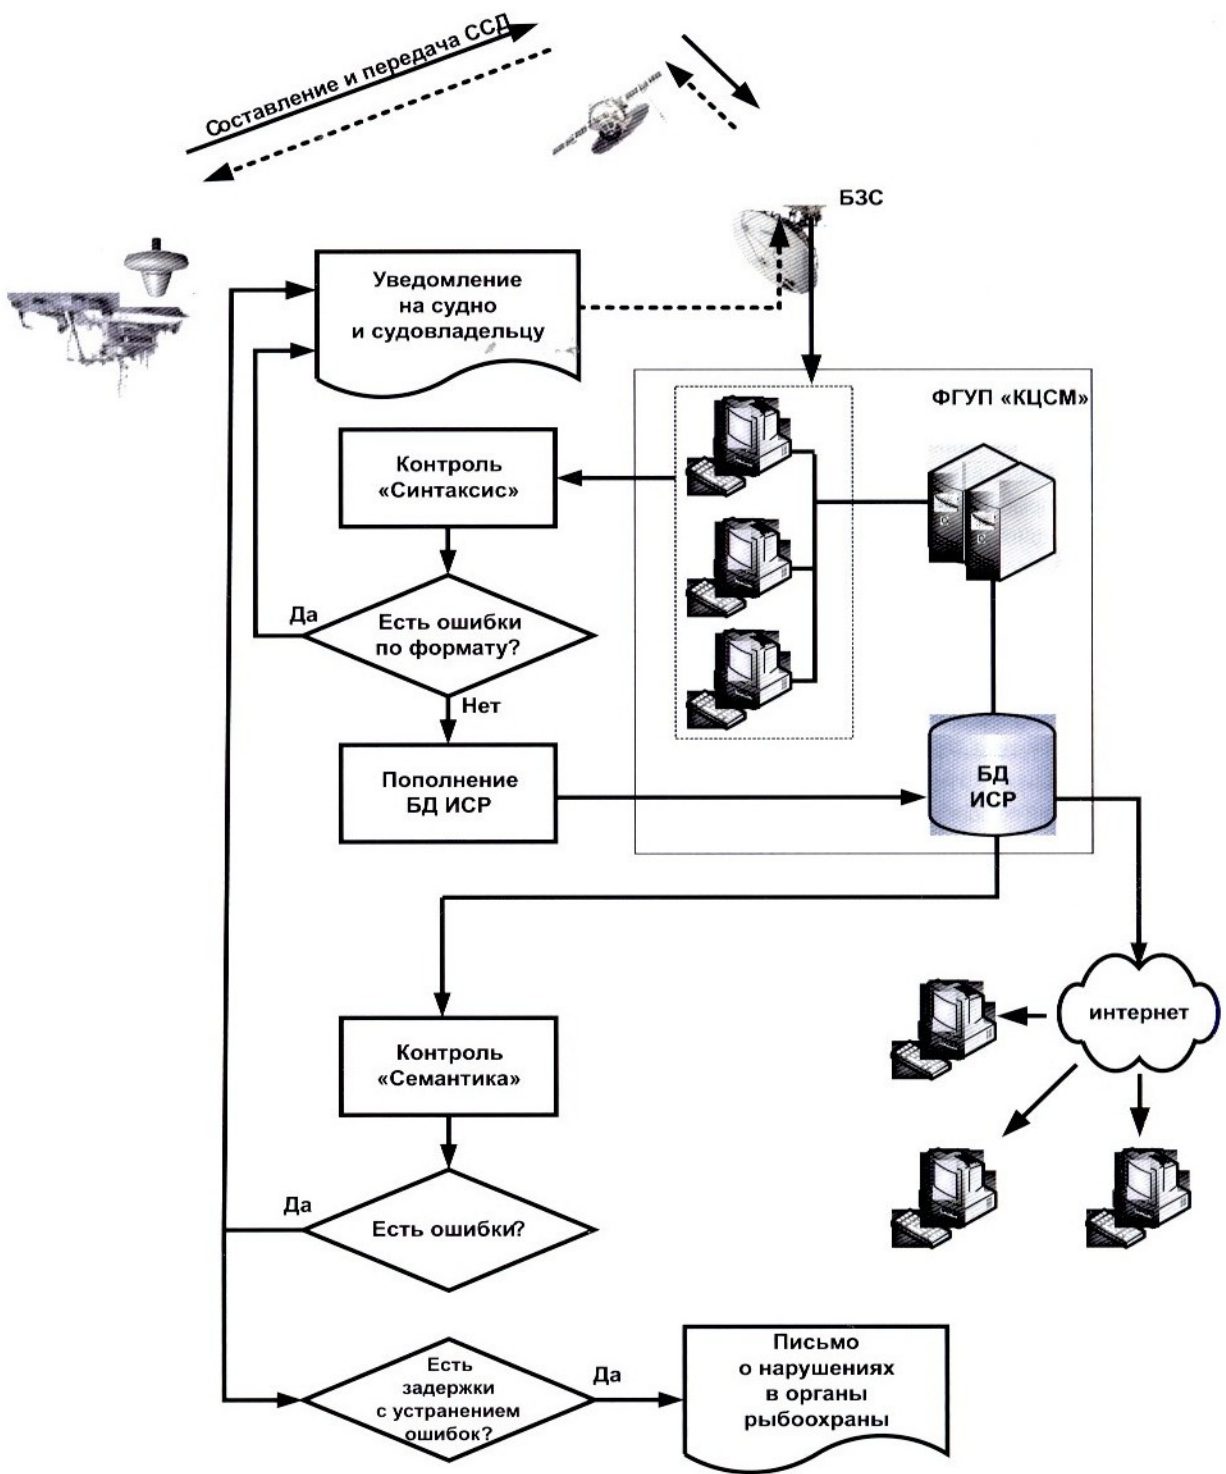 Составление и передача ССД
БЗС
Уведомление
на судно
и судовладельцу
ФГУП «КЦСМ»
Контроль
«Синтаксис»
Да
Есть ошибки
по формату?
Нет
Пополнение
БД ИСР
БД
ИСР
интернет
Контроль
«Семантика»
Да
Есть ошибки?
Есть
задержки
с устранением
ошибок?
Да
Письмо
о нарушениях
в органы
рыбоохраны